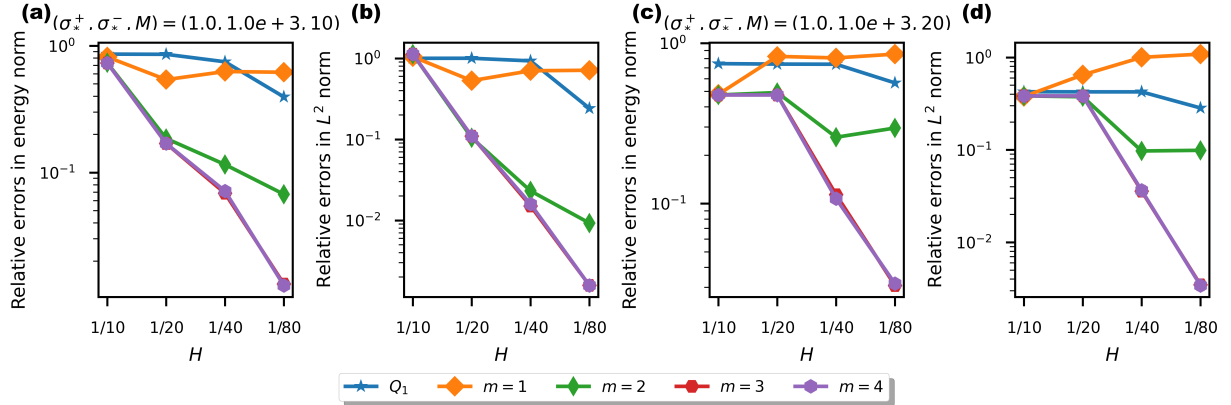 (a) (σ*+, σ*−, M) = (1.0, 1.0e + 3, 10)
Relative errors in energy norm
10^0
10^−1
1/10 1/20 1/40 1/80
H
(b)
Relative errors in L^2 norm
10^0
10^−1
10^−2
1/10 1/20 1/40 1/80
H
(c) (σ*+, σ*−, M) = (1.0, 1.0e + 3, 20)
Relative errors in energy norm
10^0
10^−1
1/10 1/20 1/40 1/80
H
(d)
Relative errors in L^2 norm
10^0
10^−1
10^−2
1/10 1/20 1/40 1/80
H
Q1 m = 1 m = 2 m = 3 m = 4